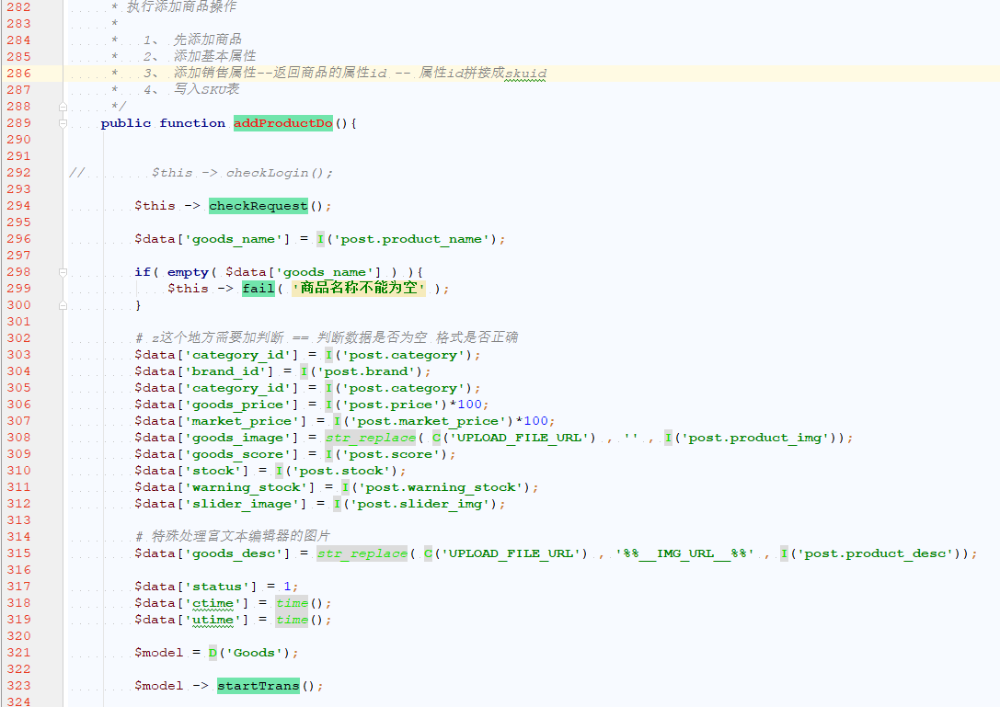 282 * 执行添加商品操作
283 *
284 * 1、 先添加商品
285 * 2、 添加基本属性
286 * 3、 添加销售属性--返回商品的属性id -- 属性id拼接成skuid
287 * 4、 写入SKU表
288 */
289 public function addProductDo(){
290
291
292 // $this -> checkLogin();
293
294 $this -> checkRequest();
295
296 $data['goods_name'] = I('post.product_name');
297
298 if( empty( $data['goods_name'] ) ){
299 $this -> fail( '商品名称不能为空' );
300 }
301
302 # z这个地方需要加判断 == 判断数据是否为空 格式是否正确
303 $data['category_id'] = I('post.category');
304 $data['brand_id'] = I('post.brand');
305 $data['category_id'] = I('post.category');
306 $data['goods_price'] = I('post.price')*100;
307 $data['market_price'] = I('post.market_price')*100;
308 $data['goods_image'] = str_replace( C('UPLOAD_FILE_URL') , '' , I('post.product_img'));
309 $data['goods_score'] = I('post.score');
310 $data['stock'] = I('post.stock');
311 $data['warning_stock'] = I('post.warning_stock');
312 $data['slider_image'] = I('post.slider_img');
313
314 # 特殊处理富文本编辑器的图片
315 $data['goods_desc'] = str_replace( C('UPLOAD_FILE_URL') , '%%__IMG_URL__%%' , I('post.product_desc'));
316
317 $data['status'] = 1;
318 $data['ctime'] = time();
319 $data['utime'] = time();
320
321 $model = D('Goods');
322
323 $model -> startTrans();
324